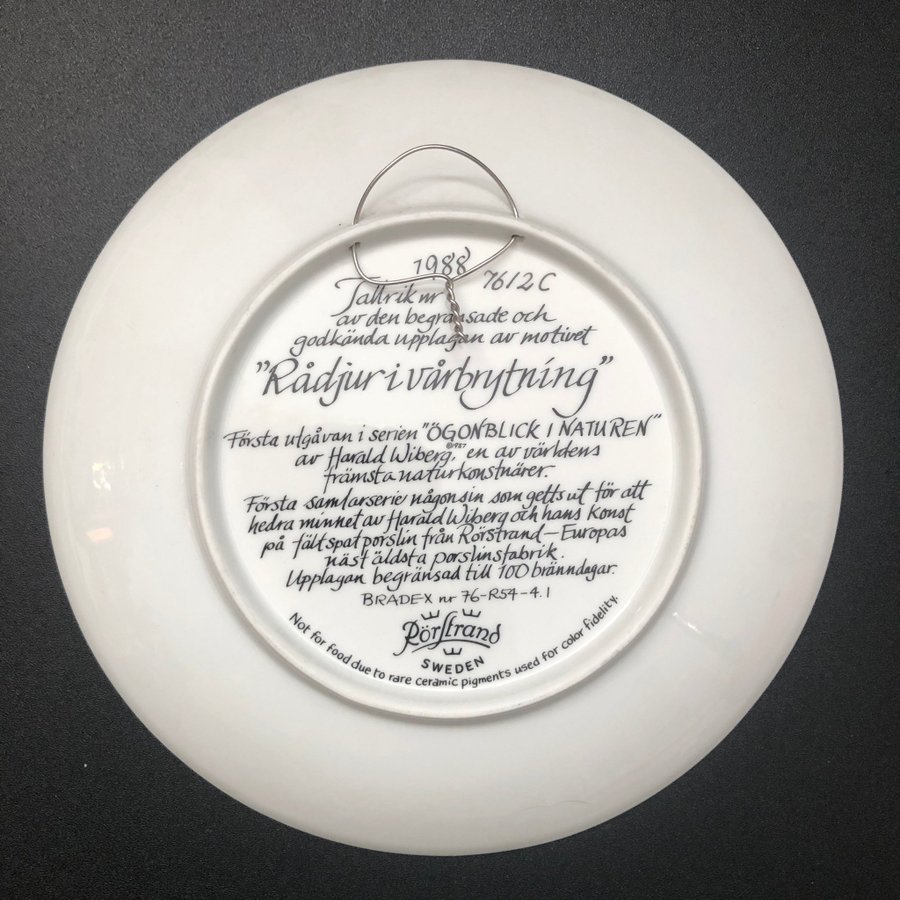 1988
Tallrik nr 7612 C
av den begränsade och
godkända upplagan av motivet
"Rådjur i vårbrytning"
Första utgåvan i serien "ÖGONBLICK I NATUREN"
©1987
av Harald Wiberg, en av världens
främsta naturkonstnärer.
Första samlarserie någonsin som getts ut för att
hedra minnet av Harald Wiberg och hans konst
på fältspatporslin från Rörstrand – Europas
näst äldsta porslinsfabrik.
Upplagan begränsad till 100 bränndagar.
BRADEX nr 76-R54-4.1
Rörstrand
SWEDEN
Not for food due to rare ceramic pigments used for color fidelity.